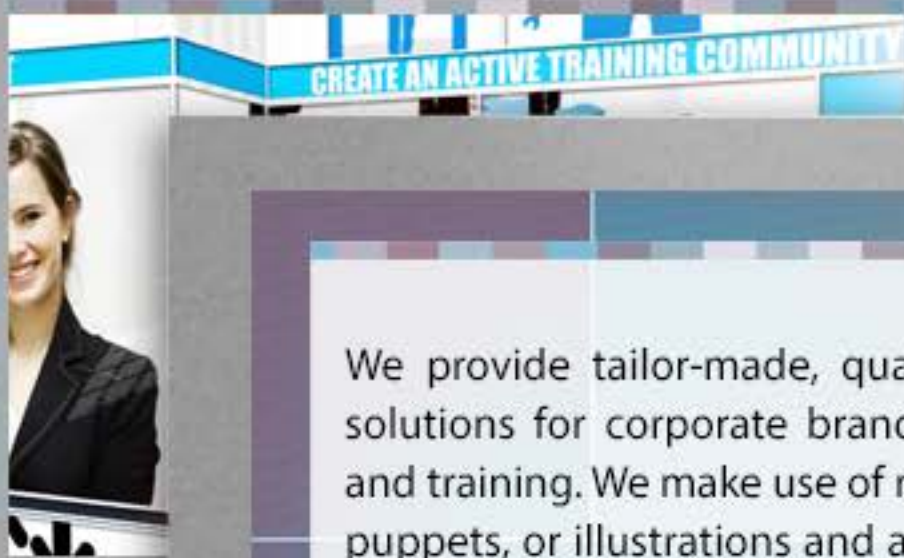 CREATE AN ACTIVE TRAINING COMMUNITY
We provide tailor-made, qua
solutions for corporate brand
and training. We make use of
puppets, or illustrations and a